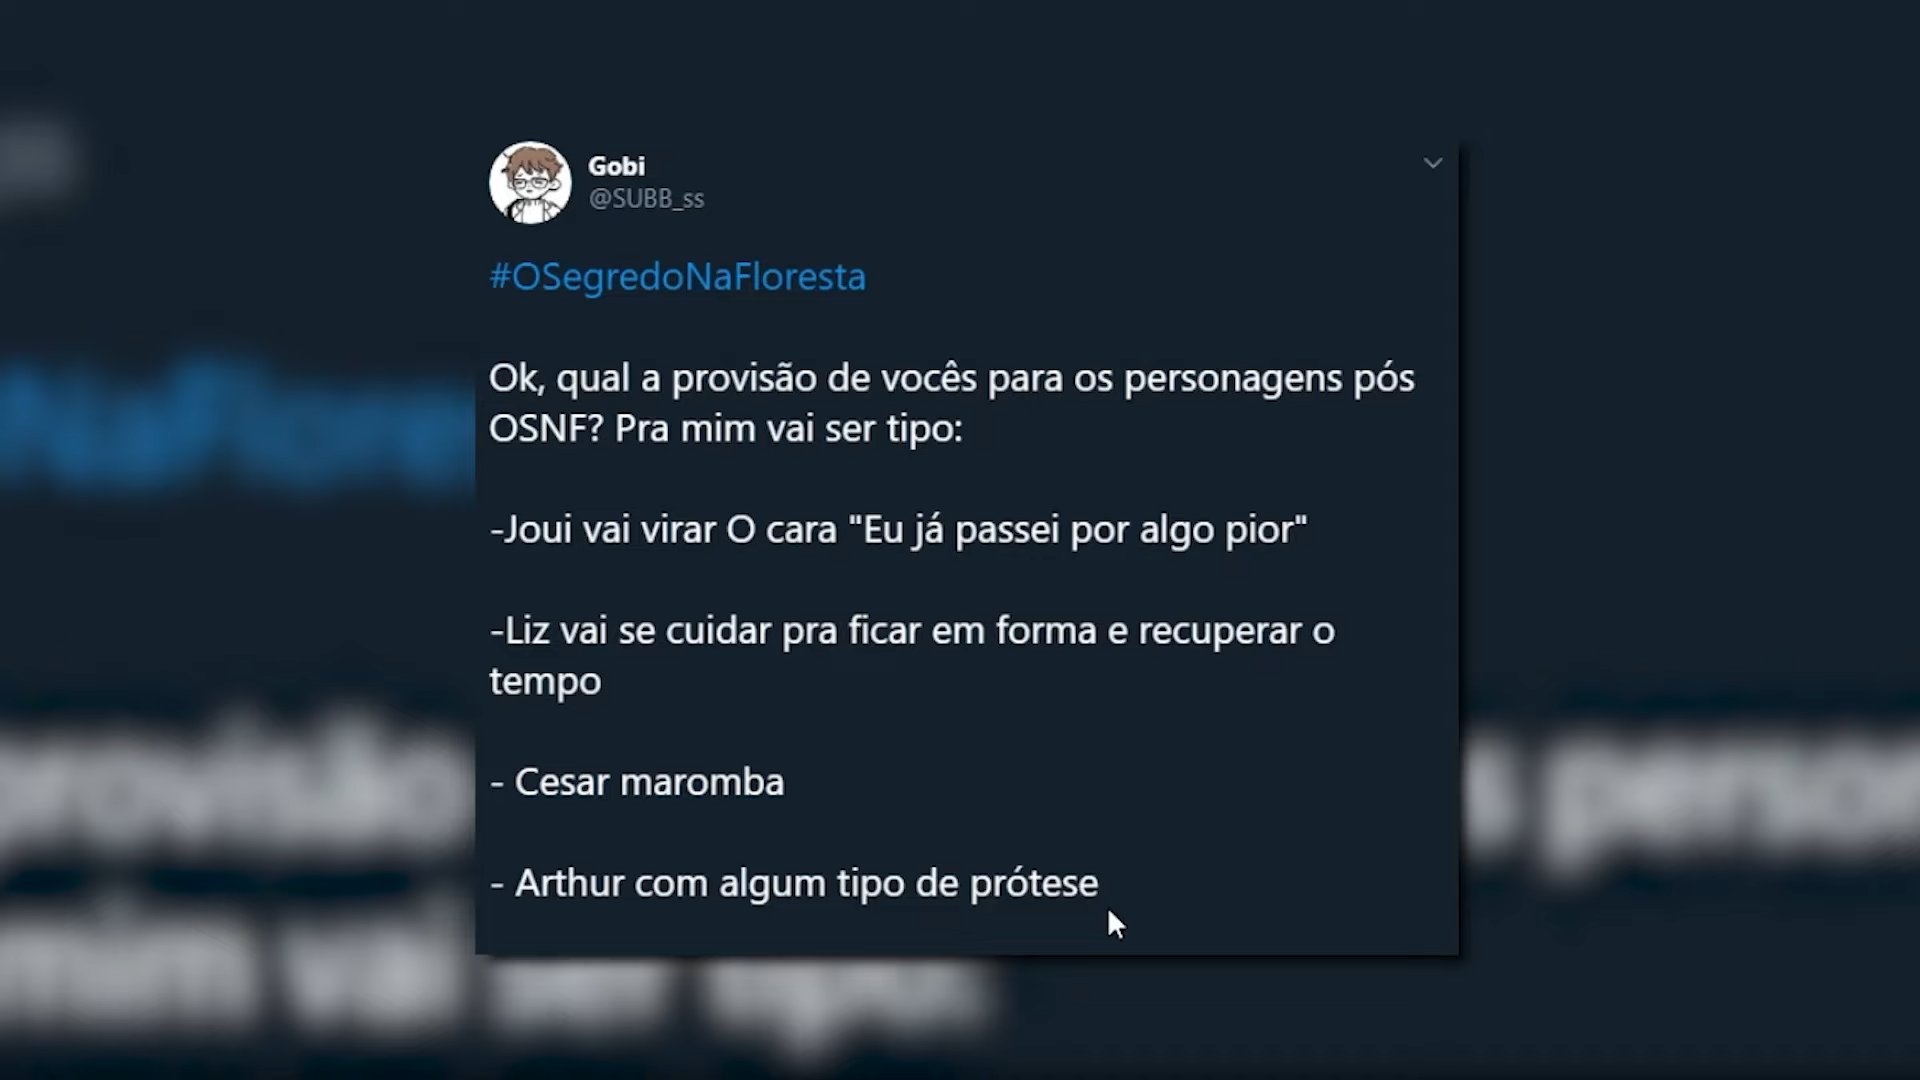 Gobi
@SUBB_ss
#OSegredoNaFloresta
Ok, qual a provisão de vocês para os personagens pós
OSNF? Pra mim vai ser tipo:
-Joui vai virar O cara "Eu já passei por algo pior"
-Liz vai se cuidar pra ficar em forma e recuperar o
tempo
- Cesar maromba
- Arthur com algum tipo de prótese